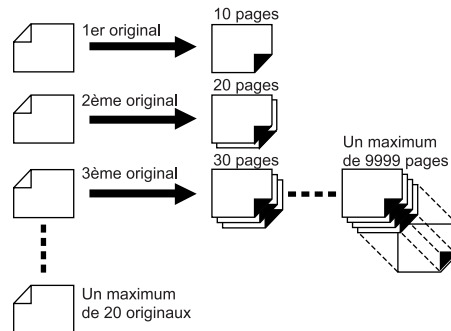 10 pages
1er original
20 pages
2ème original
30 pages
3ème original
Un maximum
de 9999 pages
Un maximum
de 20 originaux